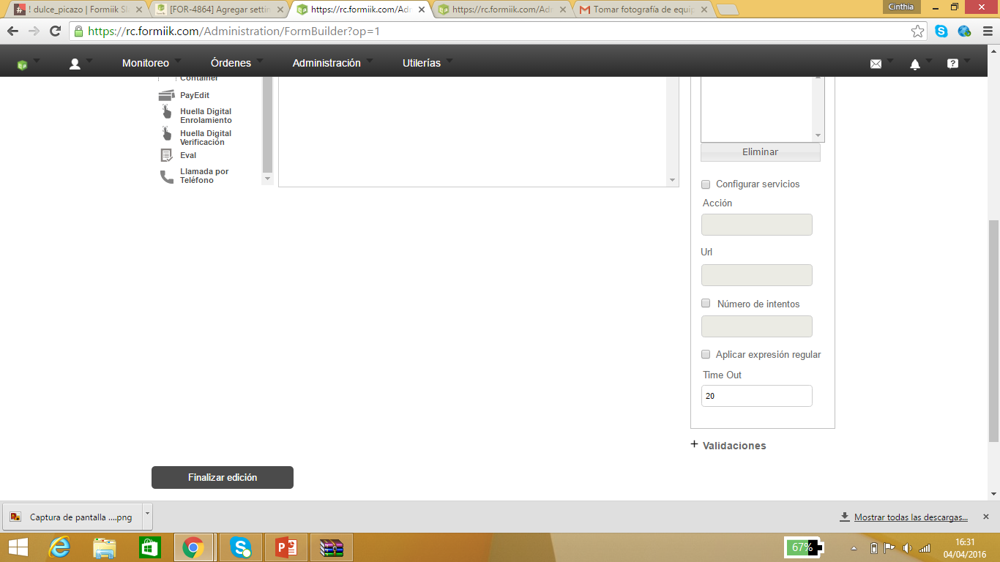 ! dulce_picazo | Formiik Sl
[FOR-4864] Agregar settin
https://rc.formiik.com/Adm
https://rc.formiik.com/Adm
Tomar fotografía de equip
Cinthia
https://rc.formiik.com/Administration/FormBuilder?op=1
Monitoreo
Órdenes
Administración
Utilerías
Container
PayEdit
Huella Digital
Enrolamiento
Huella Digital
Verificación
Eval
Llamada por
Teléfono
Eliminar
Configurar servicios
Acción
Url
Número de intentos
Aplicar expresión regular
Time Out
20
+ Validaciones
Finalizar edición
Captura de pantalla ....png
Mostrar todas las descargas...
67%
16:31
04/04/2016